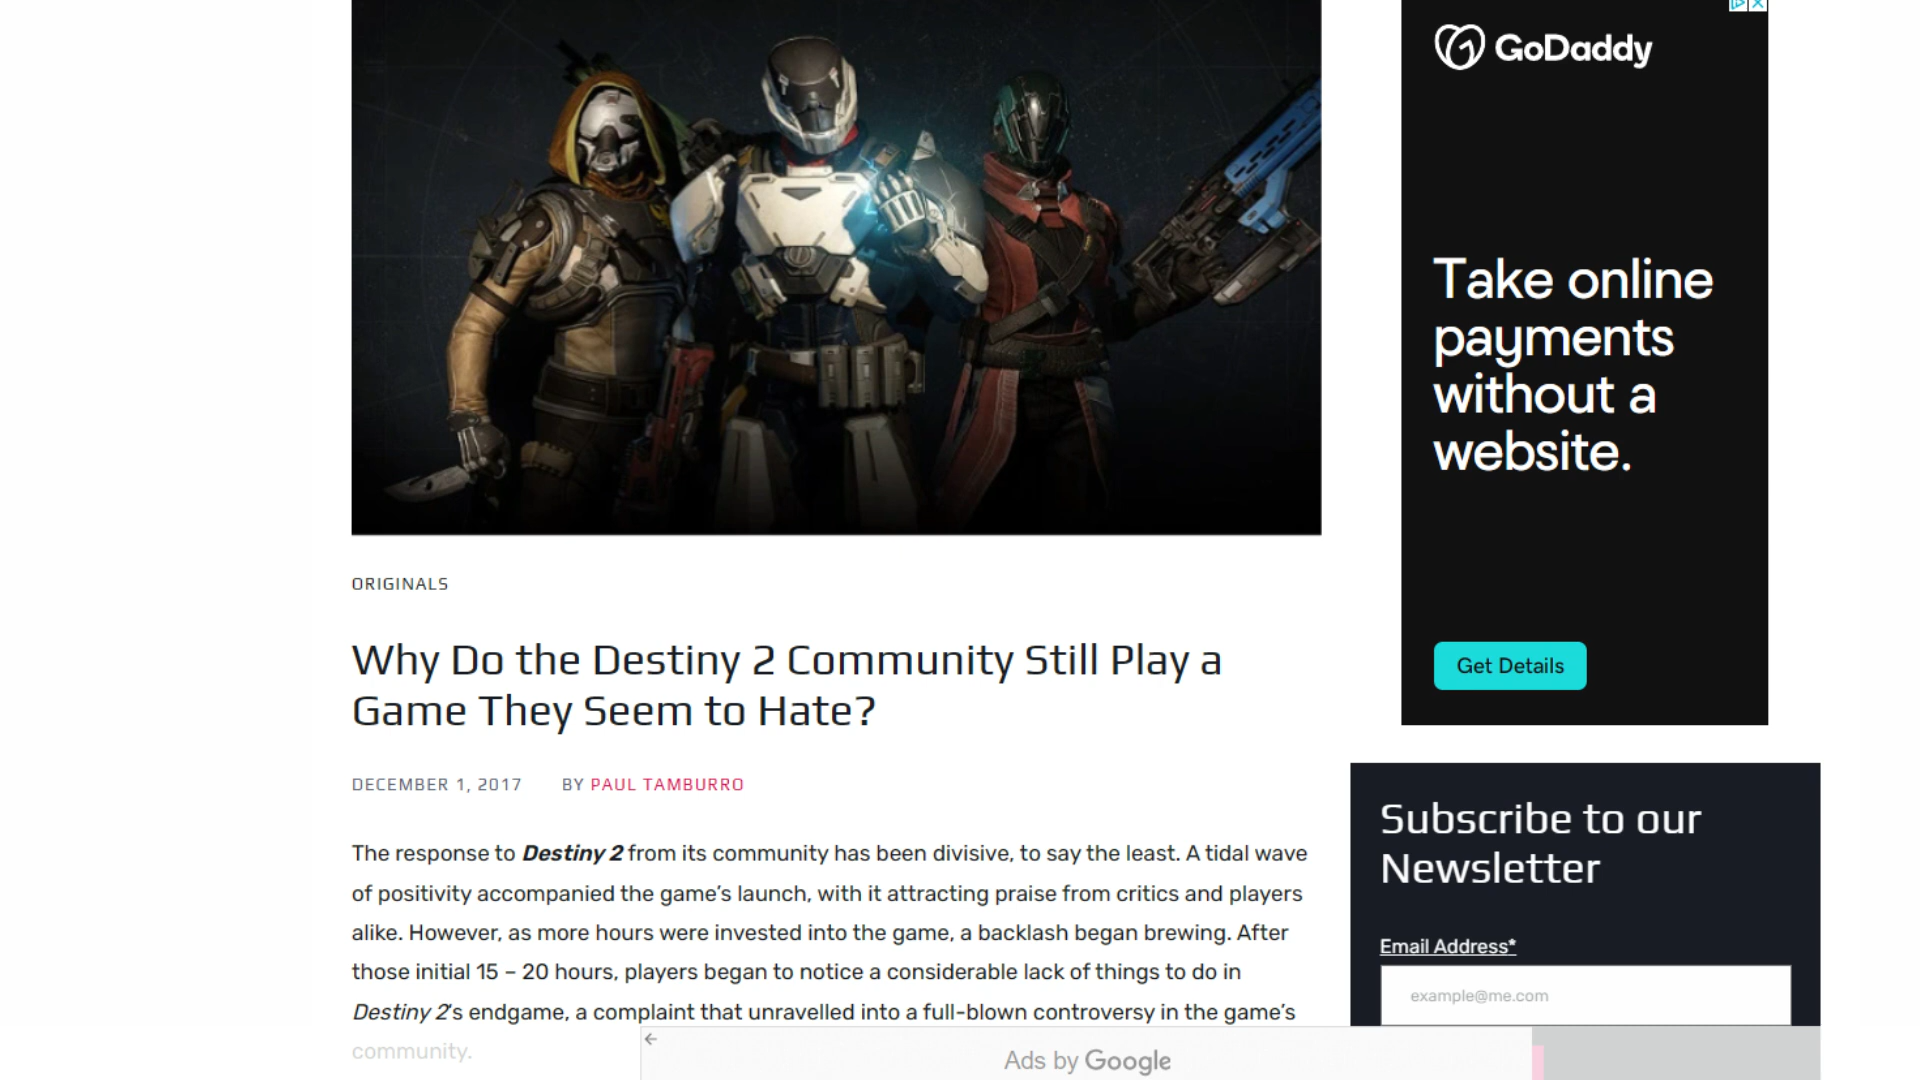 GoDaddy
Take online
payments
without a
website.
Get Details
ORIGINALS
Why Do the Destiny 2 Community Still Play a
Game They Seem to Hate?
DECEMBER 1, 2017 BY PAUL TAMBURRO
The response to Destiny 2 from its community has been divisive, to say the least. A tidal wave
of positivity accompanied the game’s launch, with it attracting praise from critics and players
alike. However, as more hours were invested into the game, a backlash began brewing. After
those initial 15 – 20 hours, players began to notice a considerable lack of things to do in
Destiny 2’s endgame, a complaint that unravelled into a full-blown controversy in the game’s
community.
Subscribe to our
Newsletter
Email Address*
example@me.com
Ads by Google